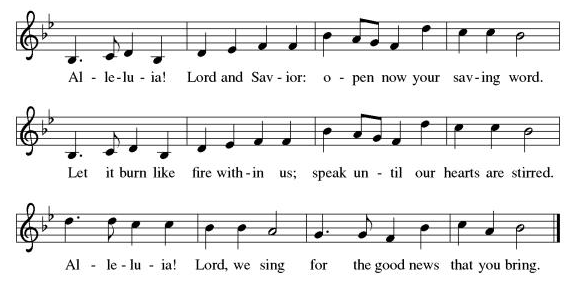 Al - le - lu - ia! Lord and Sav - ior: o - pen now your sav - ing word.
Let it burn like fire with - in us; speak un - til our hearts are stirred.
Al - le - lu - ia! Lord, we sing for the good news that you bring.